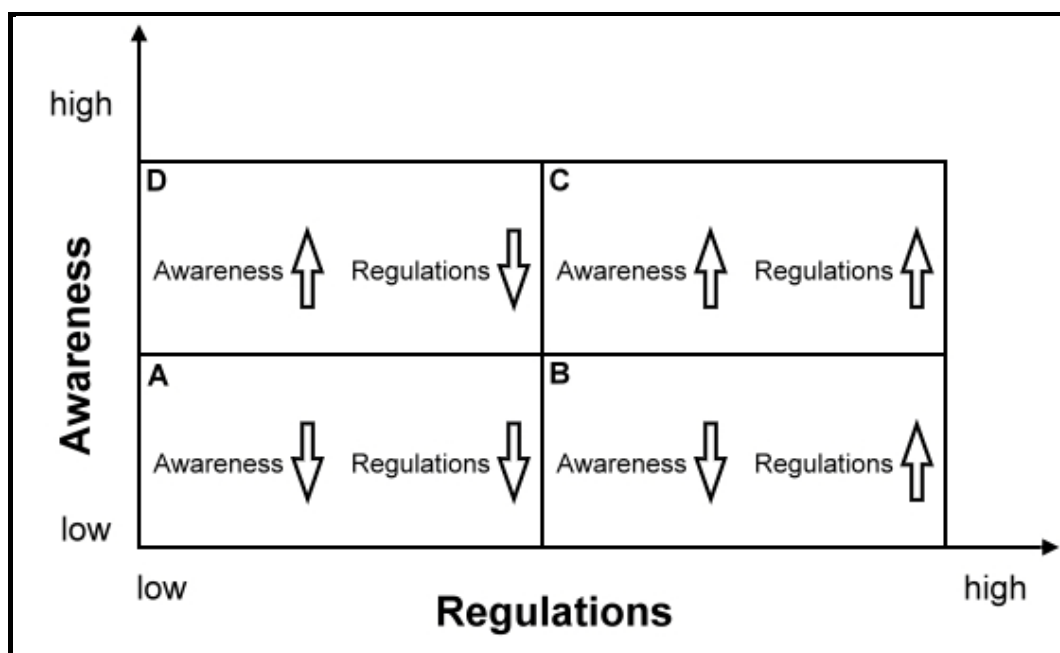 high
D
C
Awareness Regulations
Awareness Regulations
Awareness
A
B
Awareness Regulations
Awareness Regulations
low
low
high
Regulations